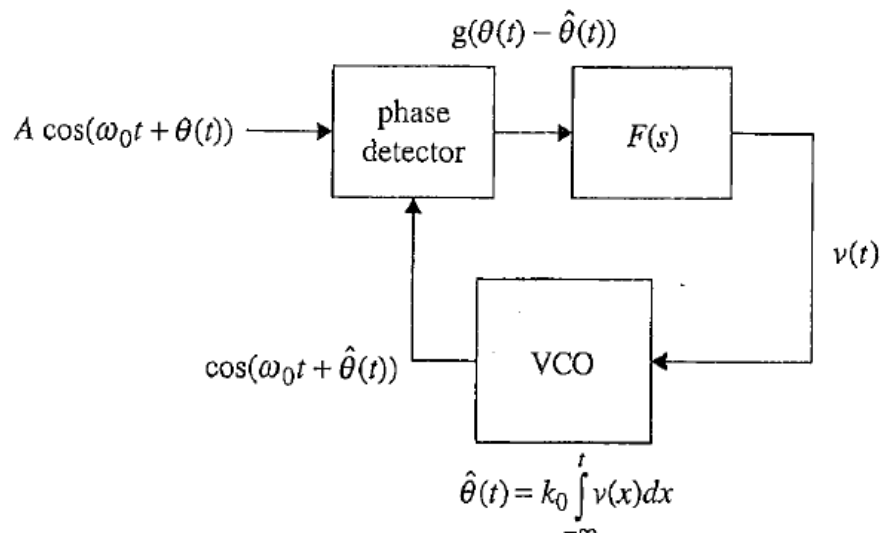 g(θ(t) − θ̂(t))
A cos(ω₀t + θ(t))
phase
detector
F(s)
v(t)
cos(ω₀t + θ̂(t))
VCO
θ̂(t) = k₀ ∫_{−∞}^{t} v(x)dx